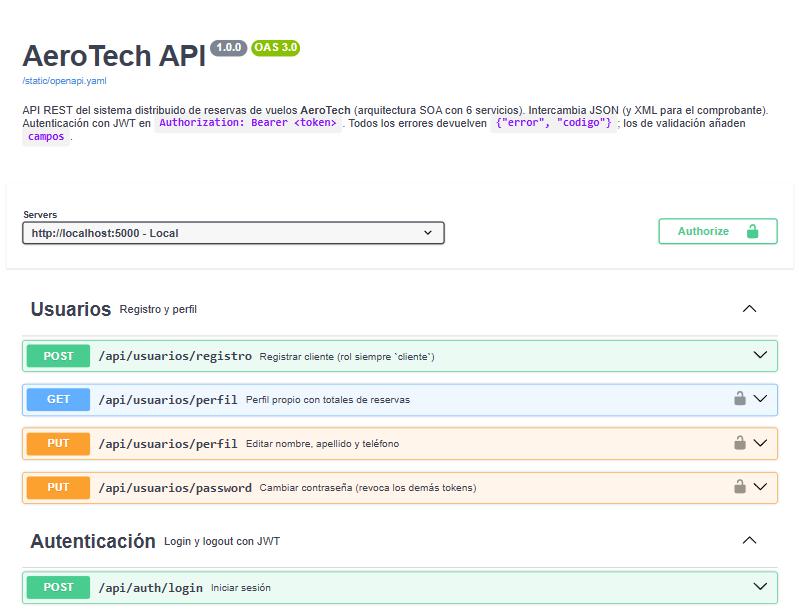 AeroTech API 1.0.0 OAS 3.0
/static/openapi.yaml
API REST del sistema distribuido de reservas de vuelos AeroTech (arquitectura SOA con 6 servicios). Intercambia JSON (y XML para el comprobante).
Autenticación con JWT en Authorization: Bearer <token> . Todos los errores devuelven {"error", "codigo"} ; los de validación añaden
campos .
Servers
http://localhost:5000 - Local
Authorize
Usuarios Registro y perfil
POST /api/usuarios/registro Registrar cliente (rol siempre `cliente`)
GET /api/usuarios/perfil Perfil propio con totales de reservas
PUT /api/usuarios/perfil Editar nombre, apellido y teléfono
PUT /api/usuarios/password Cambiar contraseña (revoca los demás tokens)
Autenticación Login y logout con JWT
POST /api/auth/login Iniciar sesión